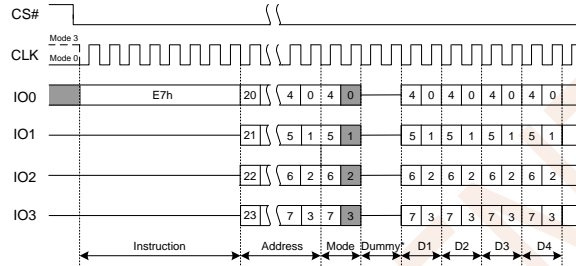 CS#
Mode 3
CLK Mode 0
IO0 E7h 20 4 0 4 0 4 0 4 0 4 0 4 0
IO1 21 5 1 5 1 5 1 5 1 5 1 5 1
IO2 22 6 2 6 2 6 2 6 2 6 2 6 2
IO3 23 7 3 7 3 7 3 7 3 7 3 7 3
Instruction Address Mode Dummy* D1 D2 D3 D4